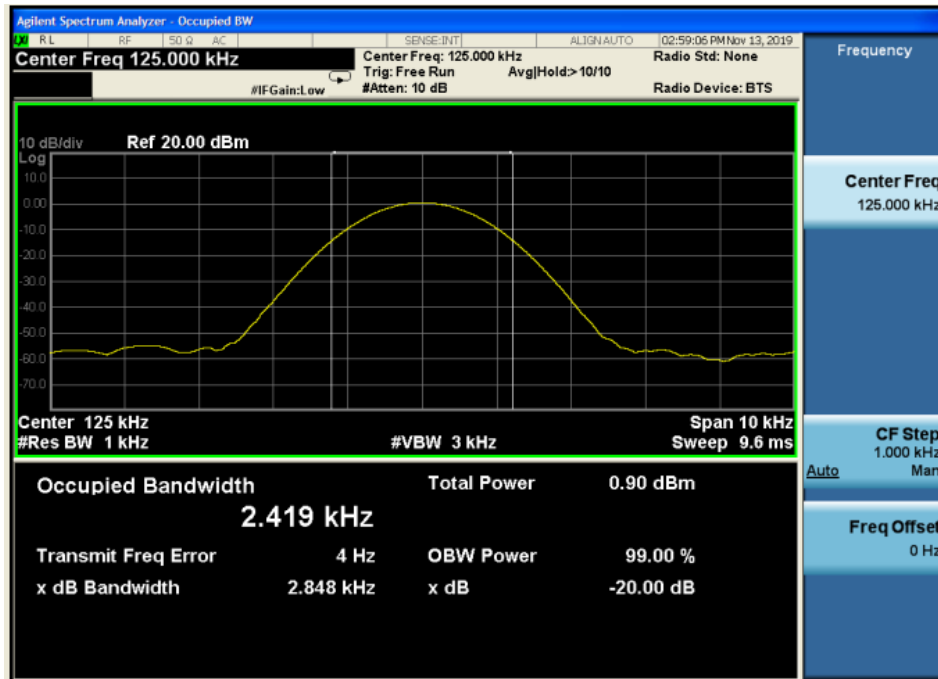 Agilent Spectrum Analyzer - Occupied BW
LXI RL RF 50 Ω AC SENSE:INT ALIGN AUTO 02:59:06 PM Nov 13, 2019
Center Freq 125.000 kHz
Center Freq: 125.000 kHz Radio Std: None
Trig: Free Run Avg|Hold:> 10/10
#IFGain:Low #Atten: 10 dB Radio Device: BTS
10 dB/div Ref 20.00 dBm
Log
10.0
0.00
-10.0
-20.0
-30.0
-40.0
-50.0
-60.0
-70.0
Center 125 kHz Span 10 kHz
#Res BW 1 kHz #VBW 3 kHz Sweep 9.6 ms
Occupied Bandwidth Total Power 0.90 dBm
2.419 kHz
Transmit Freq Error 4 Hz OBW Power 99.00 %
x dB Bandwidth 2.848 kHz x dB -20.00 dB
Frequency
Center Freq
125.000 kHz
CF Step
1.000 kHz
Auto Man
Freq Offset
0 Hz